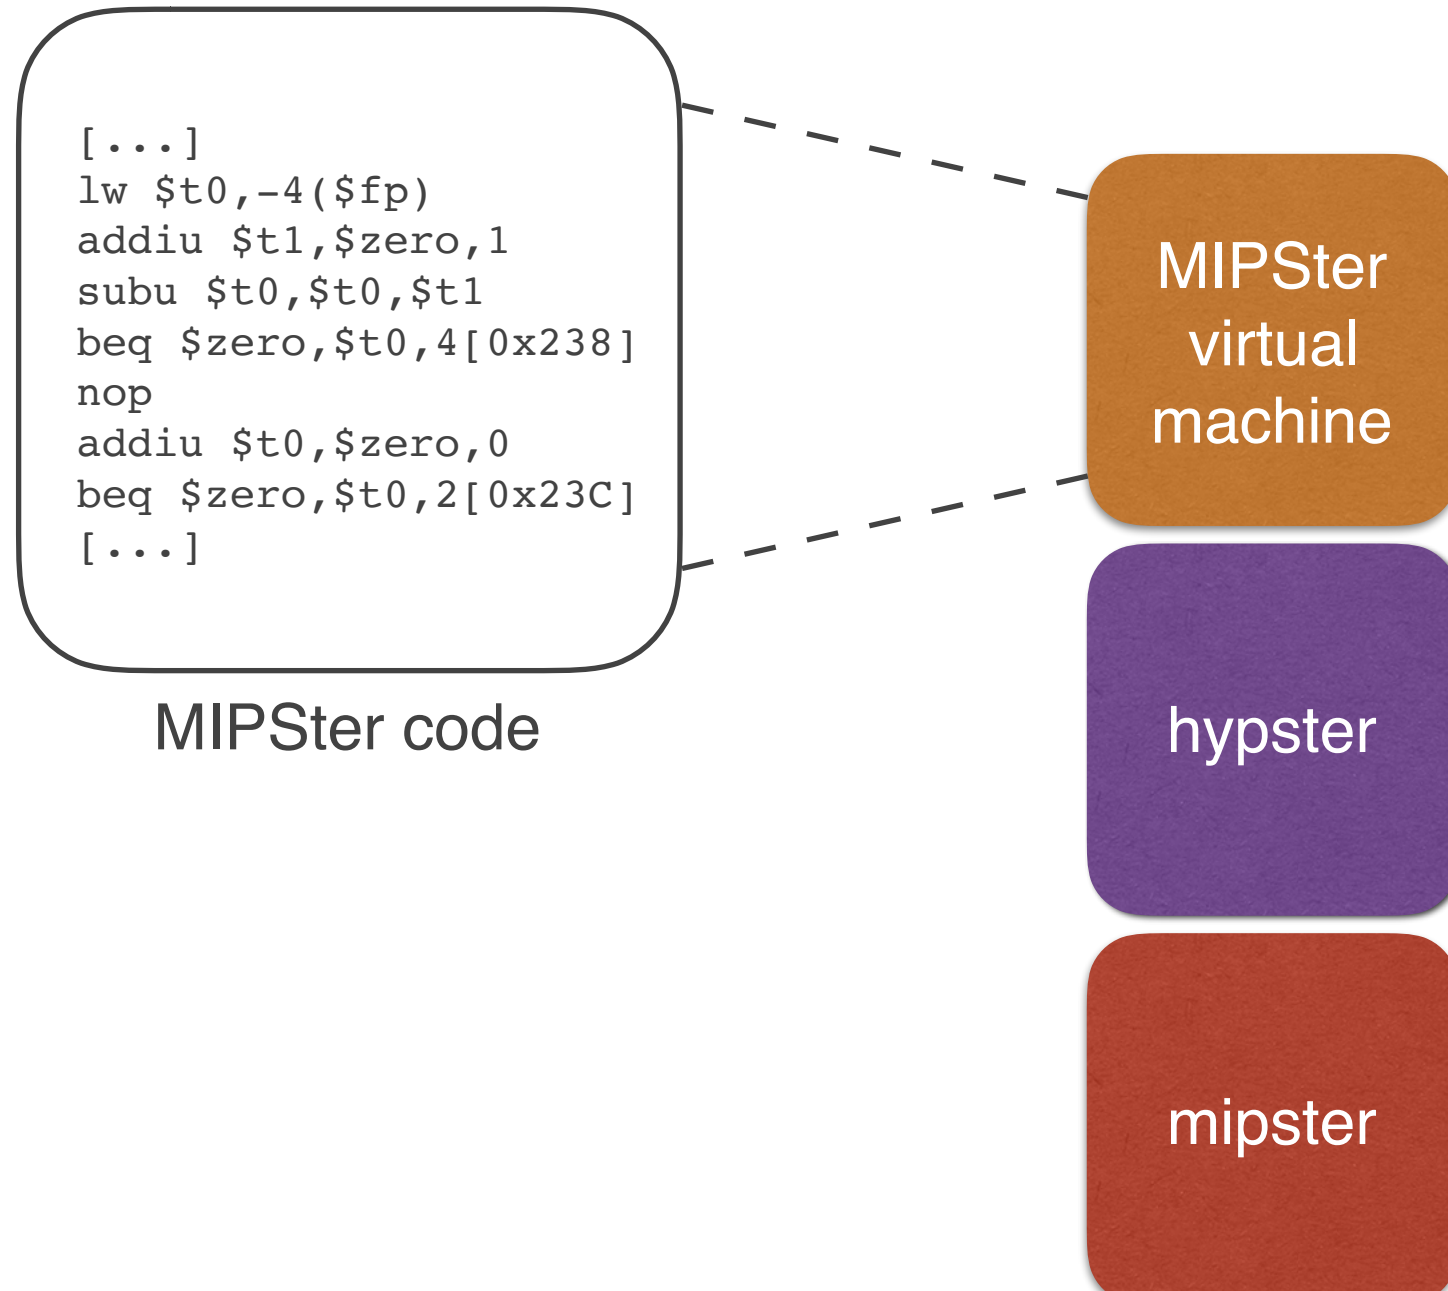 [...]
lw $t0,-4($fp)
addiu $t1,$zero,1
subu $t0,$t0,$t1
beq $zero,$t0,4[0x238]
nop
addiu $t0,$zero,0
beq $zero,$t0,2[0x23C]
[...]
MIPSter code
MIPSter
virtual
machine
hypster
mipster